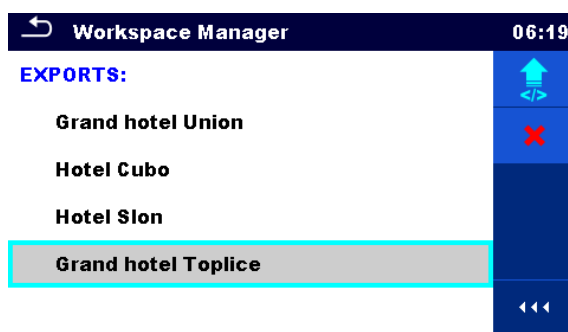 Workspace Manager 06:19
EXPORTS:
</>
Grand hotel Union
Hotel Cubo
Hotel Slon
Grand hotel Toplice